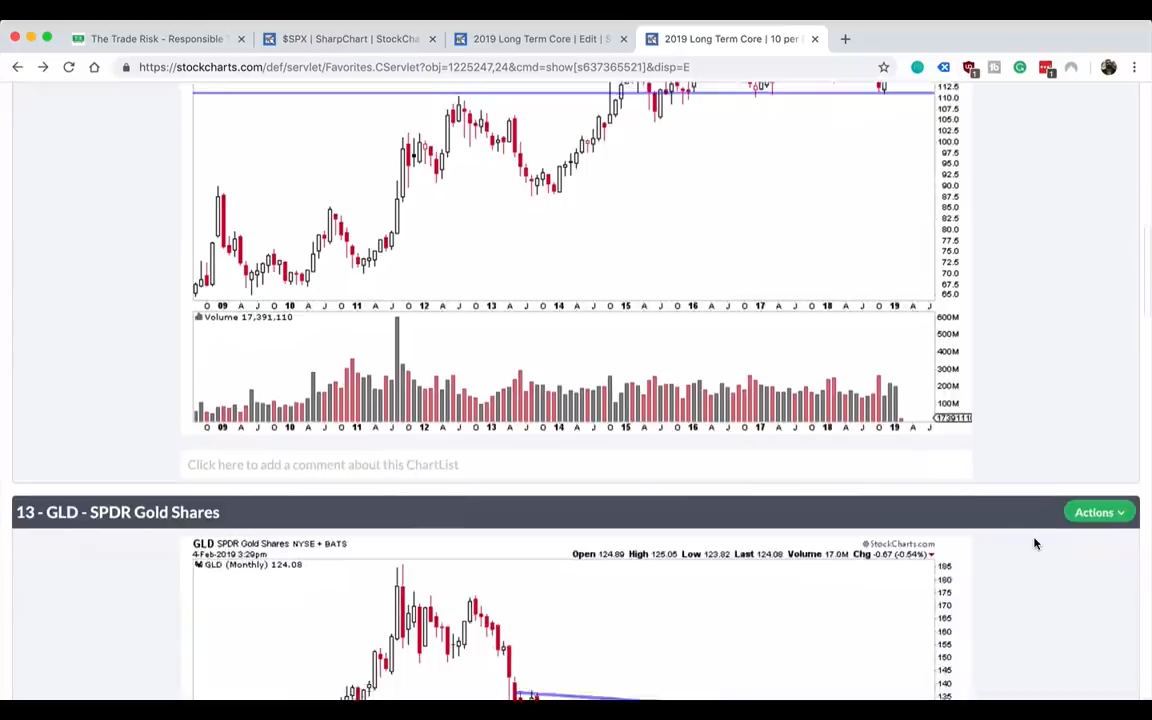 The Trade Risk - Responsible
$SPX | SharpChart | StockCha
2019 Long Term Core | Edit | S
2019 Long Term Core | 10 per
https://stockcharts.com/def/servlet/Favorites.CServlet?obj=1225247,24&cmd=show[s637365521]&disp=E
112.5
110.0
107.5
105.0
102.5
100.0
97.5
95.0
92.5
90.0
87.5
85.0
82.5
80.0
77.5
75.0
72.5
70.0
67.5
65.0
O 09 A J O 10 A J O 11 A J O 12 A J O 13 A J O 14 A J O 15 A J O 16 A J O 17 A J O 18 A J O 19 A J
Volume 17,391,110
600M
500M
400M
300M
200M
100M
17391110
O 09 A J O 10 A J O 11 A J O 12 A J O 13 A J O 14 A J O 15 A J O 16 A J O 17 A J O 18 A J O 19 A J
Click here to add a comment about this ChartList
13 - GLD - SPDR Gold Shares
Actions
GLD SPDR Gold Shares NYSE + BATS
© StockCharts.com
4-Feb-2019 3:29pm
Open 124.89 High 125.05 Low 123.82 Last 124.08 Volume 17.0M Chg -0.67 (-0.54%)
GLD (Monthly) 124.08
185
180
175
170
165
160
155
150
145
140
135